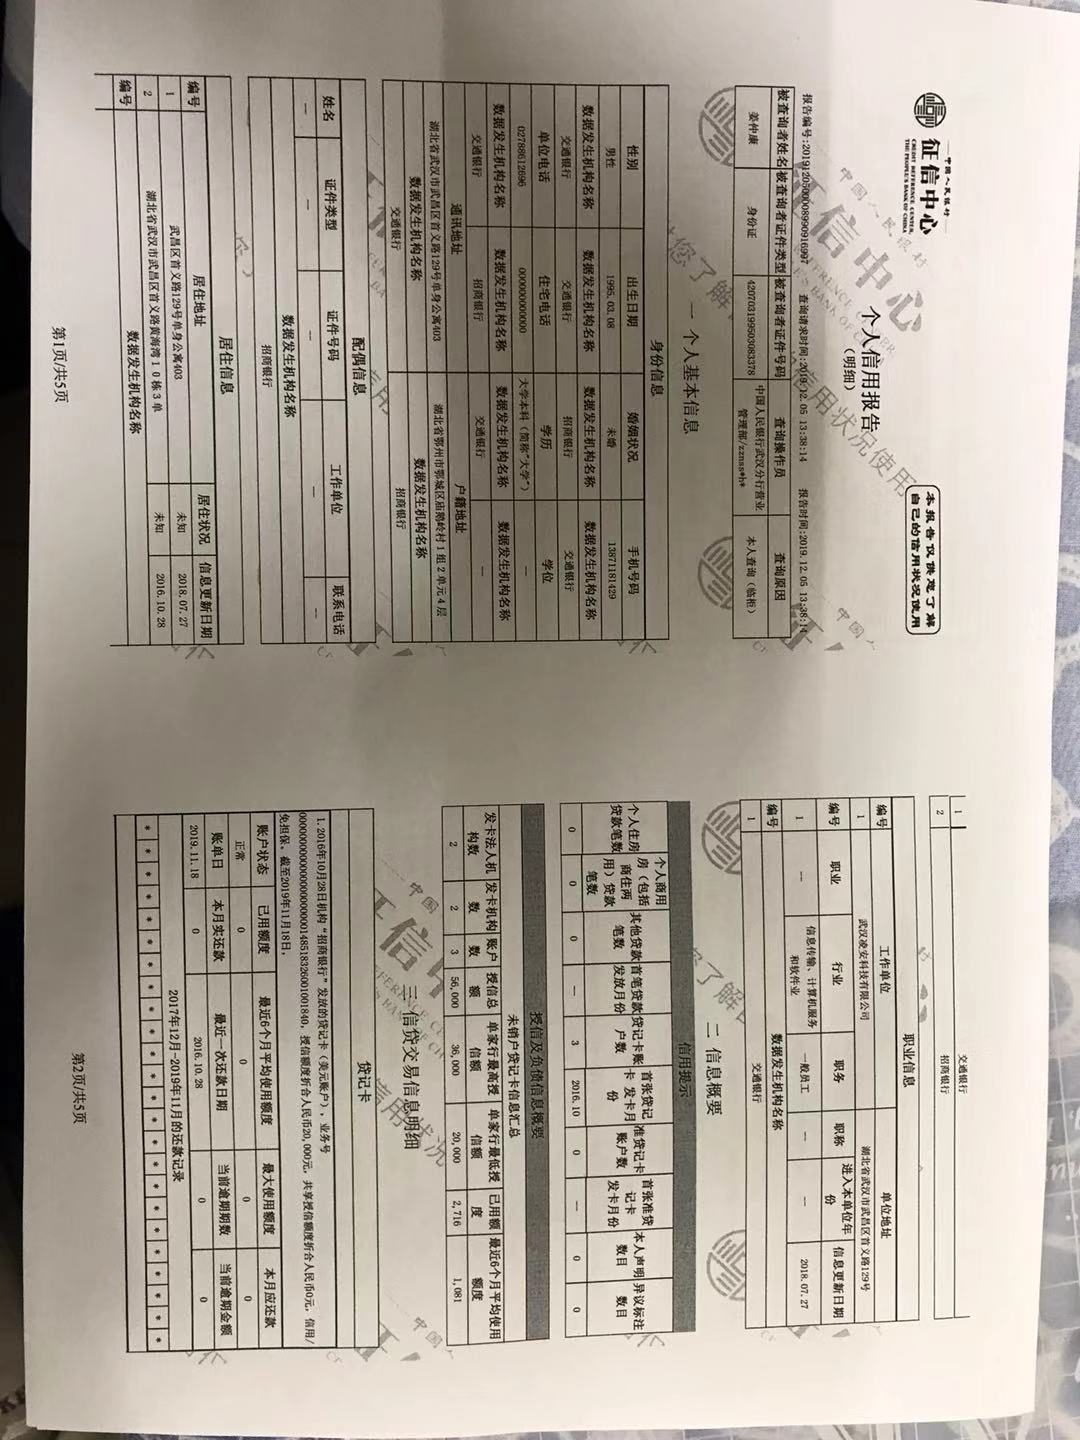 中国人民银行
征信中心
CREDIT REFERENCE CENTER,
THE PEOPLE'S BANK OF CHINA
本报告仅供您了解
自己的信用状况使用
个人信用报告
(明细)
报告编号:2019120500008990916997 查询请求时间:2019.12.05 13:38:14 报告时间:2019.12.05 13:38:14
被查询者姓名 被查询者证件类型 被查询者证件号码 查询操作员 查询原因
姜仲康 身份证 420703199503083378 中国人民银行武汉分行营业管理部/zznss*h* 本人查询(临柜)
一 个人基本信息
身份信息
性别 出生日期 婚姻状况 手机号码
男性 1995.03.08 未婚 13871181429
数据发生机构名称 数据发生机构名称 数据发生机构名称 数据发生机构名称
交通银行 交通银行 招商银行 交通银行
单位电话 住宅电话 学历 学位
02788612696 000000000000 大学本科(简称"大学") --
数据发生机构名称 数据发生机构名称 数据发生机构名称 数据发生机构名称
交通银行 招商银行 交通银行 --
通讯地址 户籍地址
湖北省武汉市武昌区首义路129号单身公寓403 湖北省鄂州市鄂城区庙鹅岭村1组2单元4层
数据发生机构名称 数据发生机构名称
交通银行 招商银行
配偶信息
姓名 证件类型 证件号码 工作单位 联系电话
-- -- -- -- --
数据发生机构名称
招商银行
居住信息
编号 居住地址 居住状况 信息更新日期
1 武昌区首义路129号单身公寓403 未知 2018.07.27
2 湖北省武汉市武昌区首义路黄海湾10栋3单 未知 2016.10.28
编号 数据发生机构名称
第1页/共5页
1 交通银行
2 招商银行
职业信息
编号 工作单位 单位地址
1 武汉凌安科技有限公司 湖北省武汉市武昌区首义路129号
编号 职业 行业 职务 职称 进入本单位年份 信息更新日期
1 -- 信息传输、计算机服务和软件业 一般员工 -- -- 2018.07.27
编号 数据发生机构名称
1 交通银行
二 信息概要
信用提示
个人住房贷款笔数 个人商用房(包括商住两用)贷款笔数 其他贷款笔数 首笔贷款发放月份 贷记卡账户数 首张贷记卡 发卡月份 准贷记卡账户数 首张准贷记卡 发卡月份 本人声明数目 异议标注数目
0 0 0 -- 3 2016.10 0 -- 0 0
授信及负债信息概要
未销户贷记卡信息汇总
发卡法人机构数 发卡机构数 账户数 授信总额 单家行最高授信额 单家行最低授信额 已用额度 最近6个月平均使用额度
2 2 3 56,000 36,000 20,000 2,716 1,081
三 信贷交易信息明细
贷记卡
1.2016年10月28日机构“招商银行”发放的贷记卡(美元账户),业务号
授信额度折合人民币20,000元,共享授信额度折合人民币0元,信用/
免担保。截至2019年11月18日,
账户状态 已用额度 最近6个月平均使用额度 最大使用额度 本月应还款
正常 0 0 0 0
账单日 本月实还款 最近一次还款日期 当前逾期期数 当前逾期金额
2019.11.18 0 2016.10.28 0 0
2017年12月-2019年11月的还款记录
* * * * * * * * * * * * * * * * * * * * * * * *
第2页/共5页